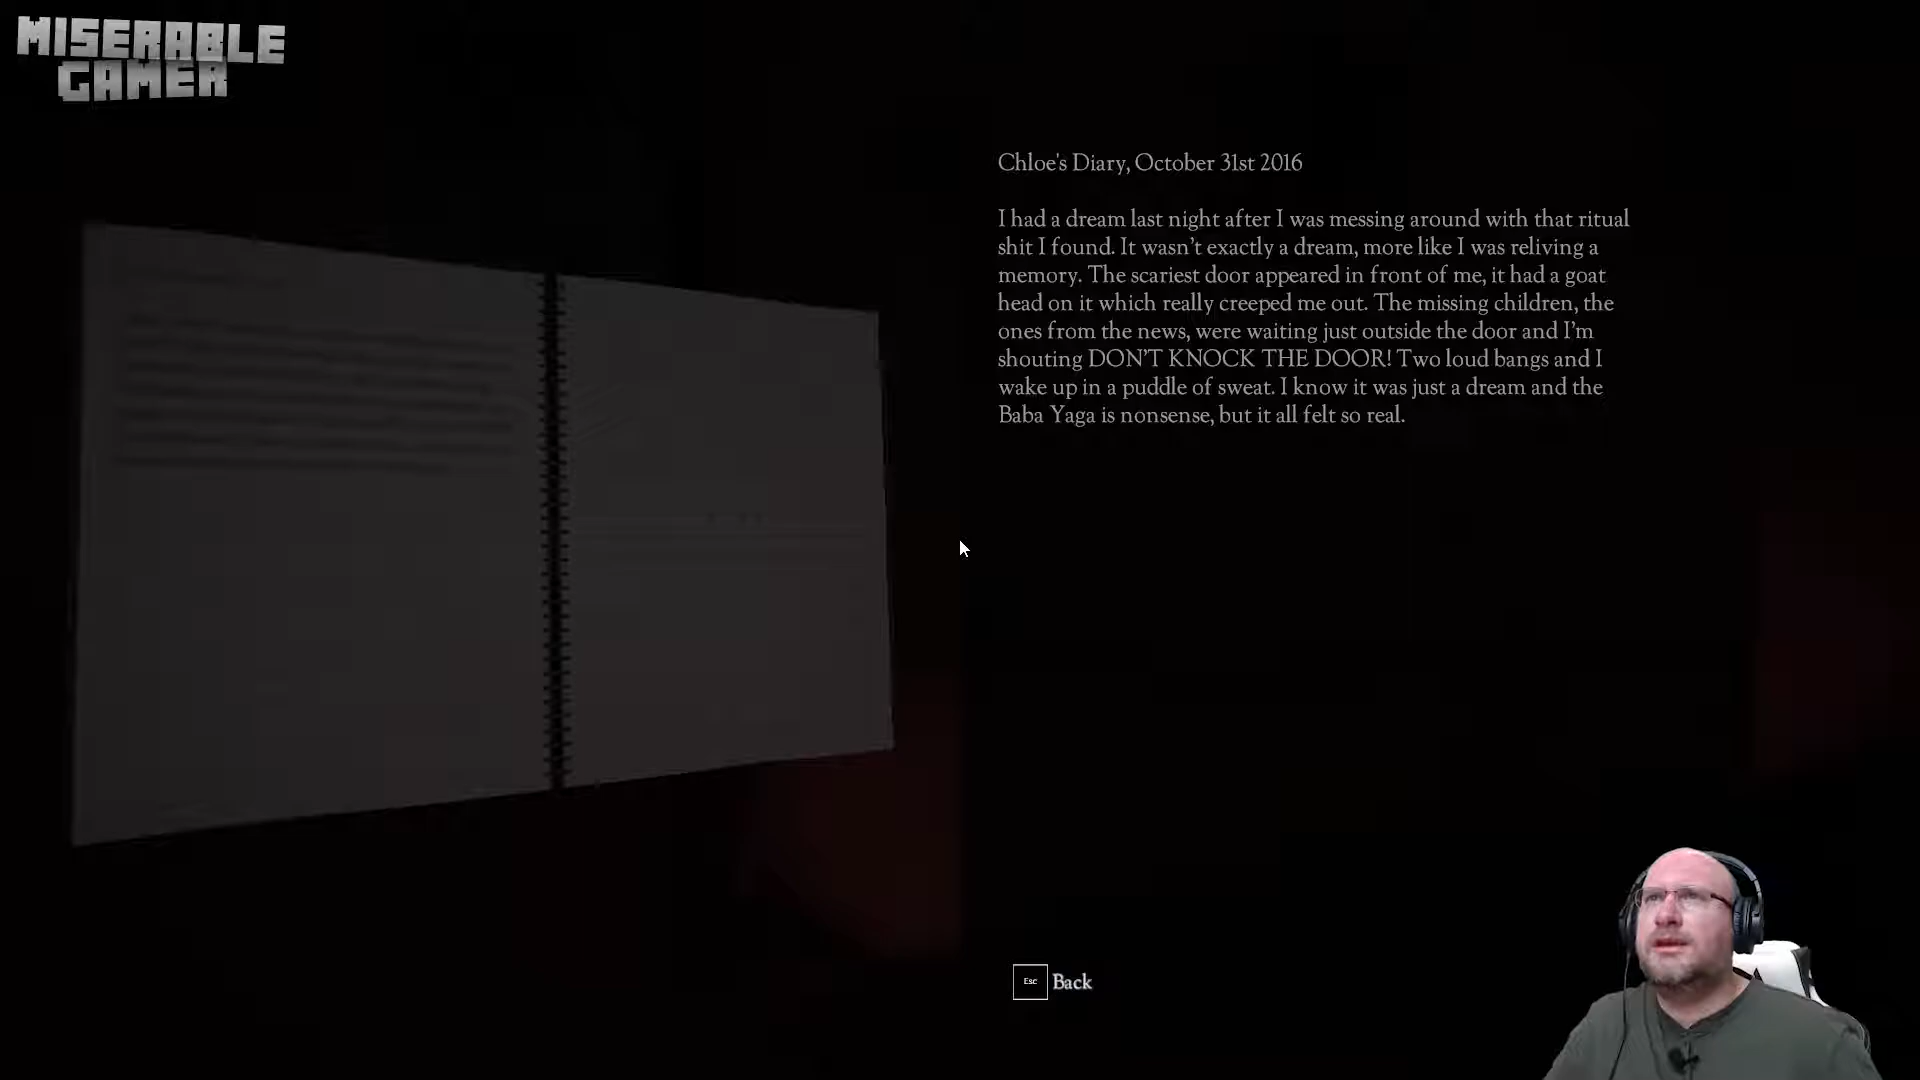 MISERABLE
GAMER
Chloe's Diary, October 31st 2016
I had a dream last night after I was messing around with that ritual
shit I found. It wasn't exactly a dream, more like I was reliving a
memory. The scariest door appeared in front of me, it had a goat
head on it which really creeped me out. The missing children, the
ones from the news, were waiting just outside the door and I'm
shouting DON'T KNOCK THE DOOR! Two loud bangs and I
wake up in a puddle of sweat. I know it was just a dream and the
Baba Yaga is nonsense, but it all felt so real.
Esc Back